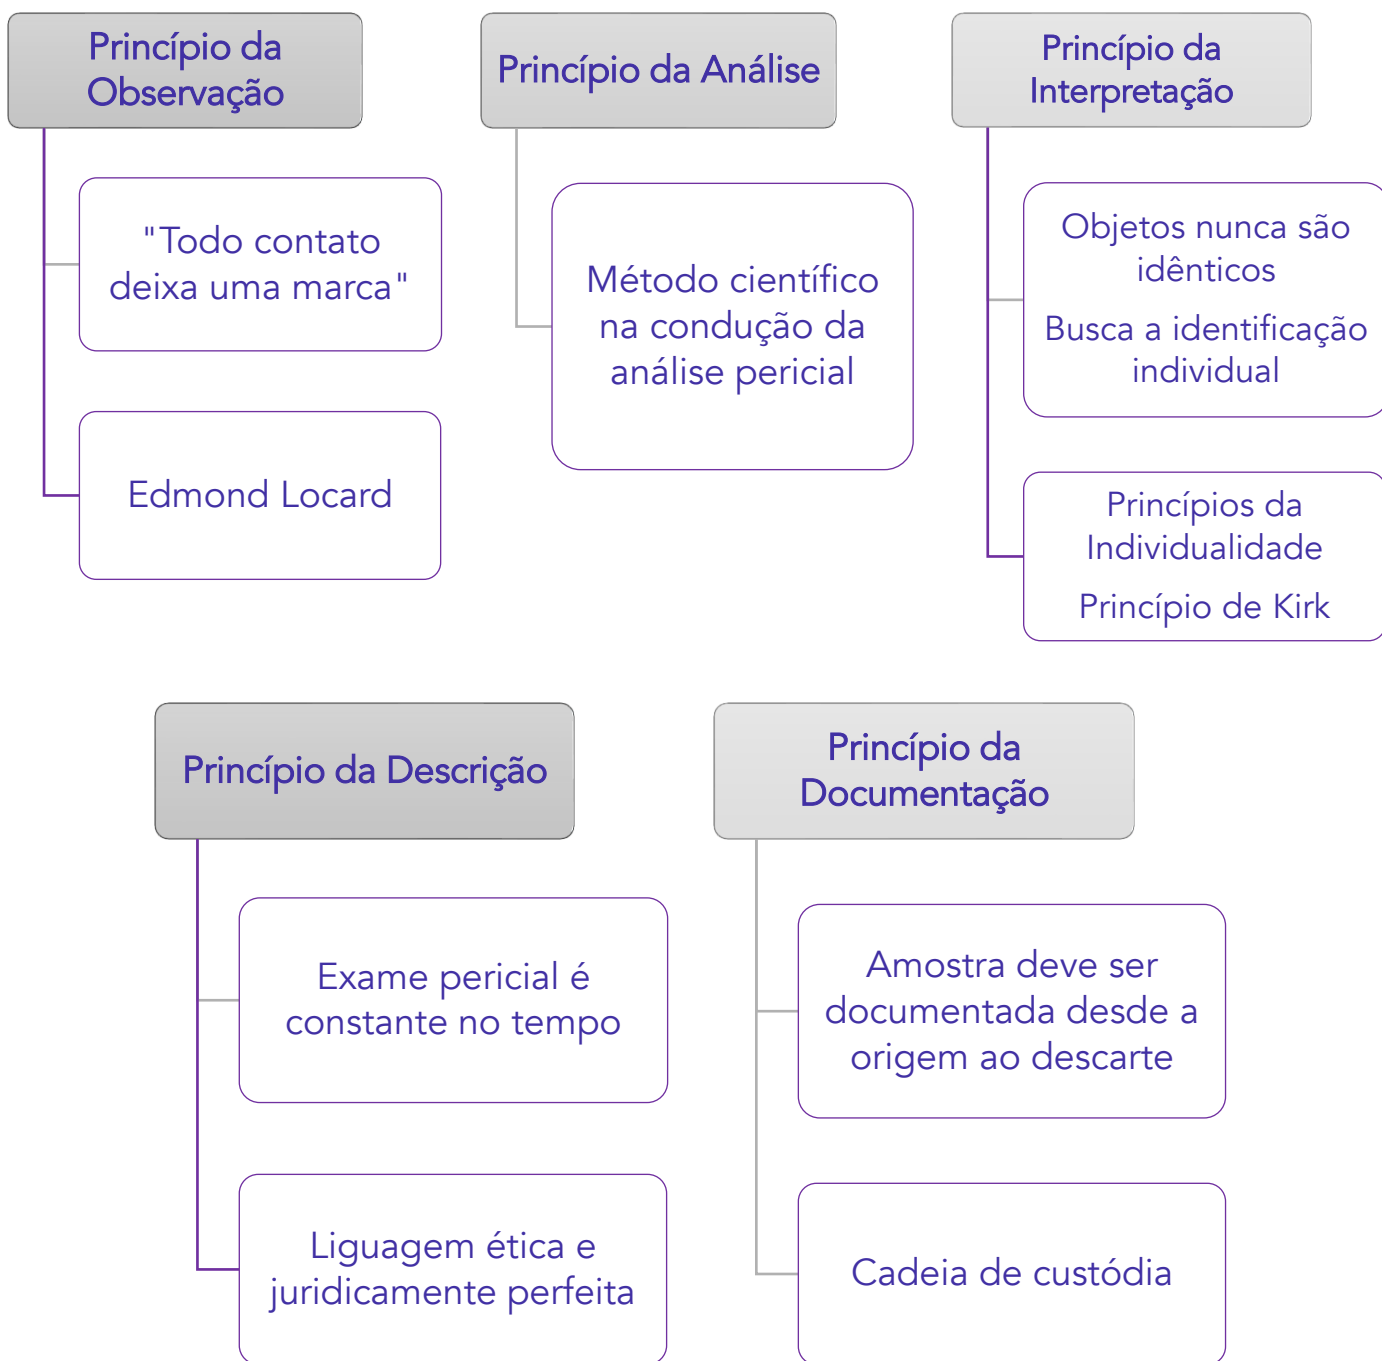 Princípio da
Observação
"Todo contato
deixa uma marca"
Edmond Locard
Princípio da Análise
Método científico
na condução da
análise pericial
Princípio da
Interpretação
Objetos nunca são
idênticos
Busca a identificação
individual
Princípios da
Individualidade
Princípio de Kirk
Princípio da Descrição
Exame pericial é
constante no tempo
Liguagem ética e
juridicamente perfeita
Princípio da
Documentação
Amostra deve ser
documentada desde a
origem ao descarte
Cadeia de custódia